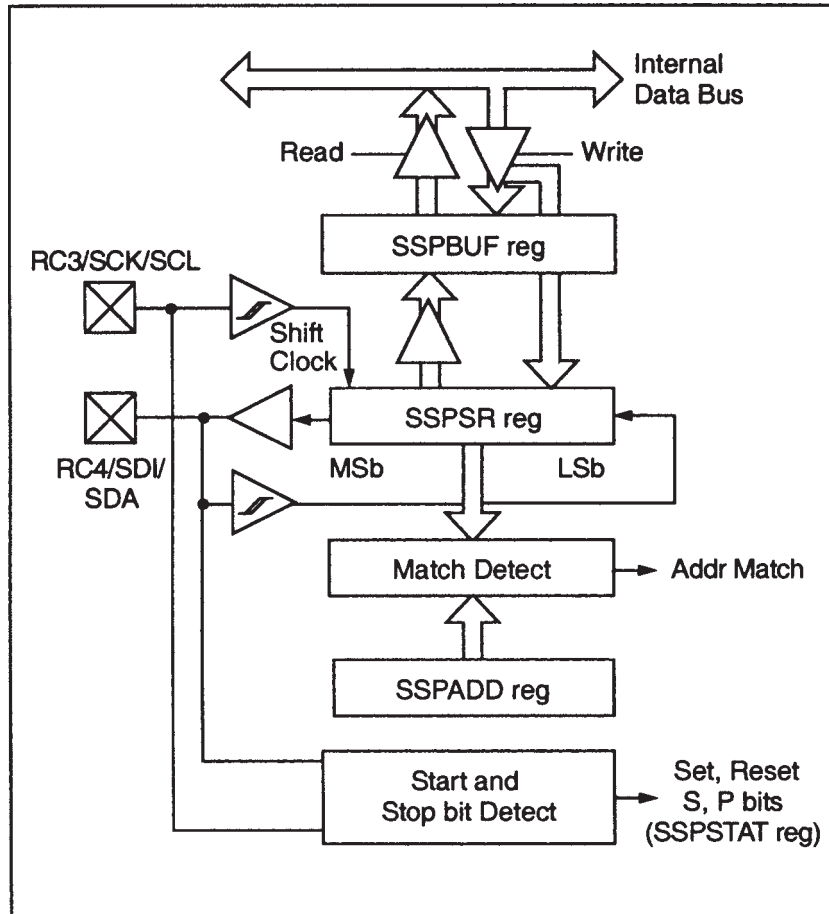 Internal
Data Bus
Read
Write
SSPBUF reg
RC3/SCK/SCL
Shift
Clock
SSPSR reg
RC4/SDI/
SDA
MSb
LSb
Match Detect
Addr Match
SSPADD reg
Start and
Stop bit Detect
Set, Reset
S, P bits
(SSPSTAT reg)